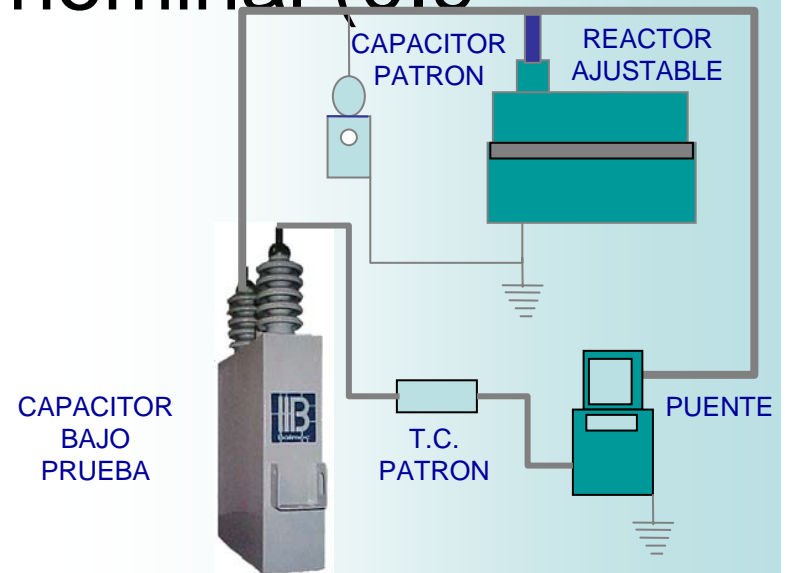 CAPACITOR
PATRON
REACTOR
AJUSTABLE
CAPACITOR
BAJO
PRUEBA
T.C.
PATRON
PUENTE